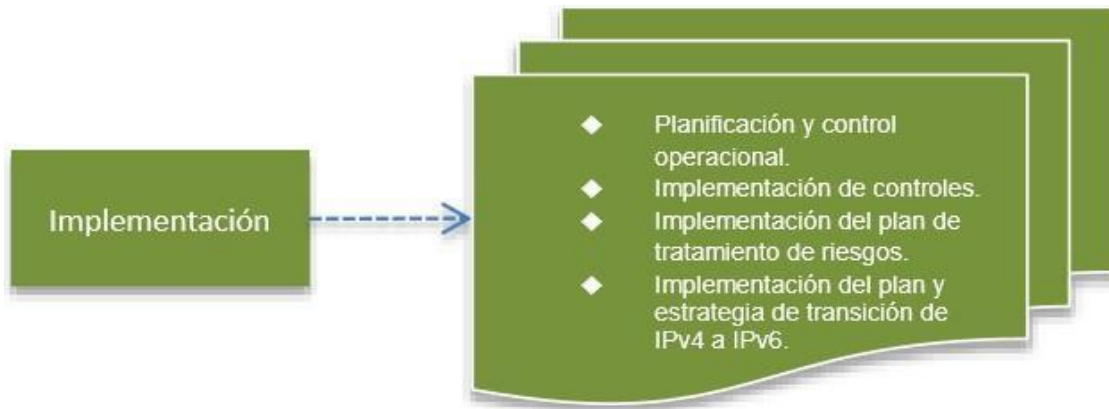 Implementación
◆ Planificación y control
operacional.
◆ Implementación de controles.
◆ Implementación del plan de
tratamiento de riesgos.
◆ Implementación del plan y
estrategia de transición de
IPv4 a IPv6.